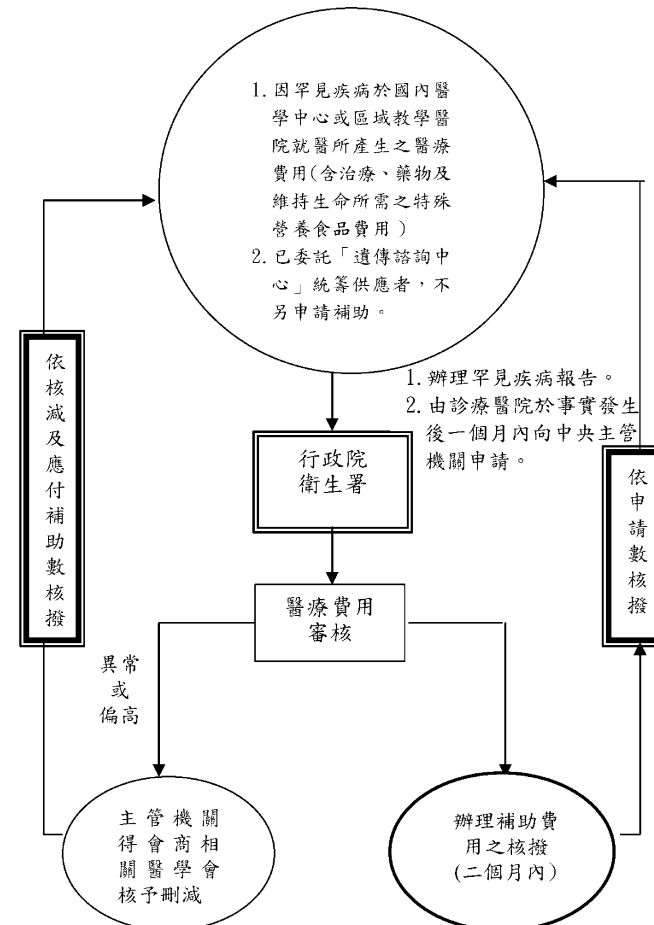 1. 因罕見疾病於國內醫
學中心或區域教學醫
院就醫所產生之醫療
費用(含治療、藥物及
維持生命所需之特殊
營養食品費用)
2. 已委託「遺傳諮詢中
心」統籌供應者，不
另申請補助。
1. 辦理罕見疾病報告。
2. 由診療醫院於事實發生
後一個月內向中央主管
機關申請。
依核減及應付補助數核撥
行政院
衛生署
依申請數核撥
醫療費用
審核
異常
或
偏高
主管機關
得會商相
關醫學會
核予刪減
辦理補助費
用之核撥
(二個月內)